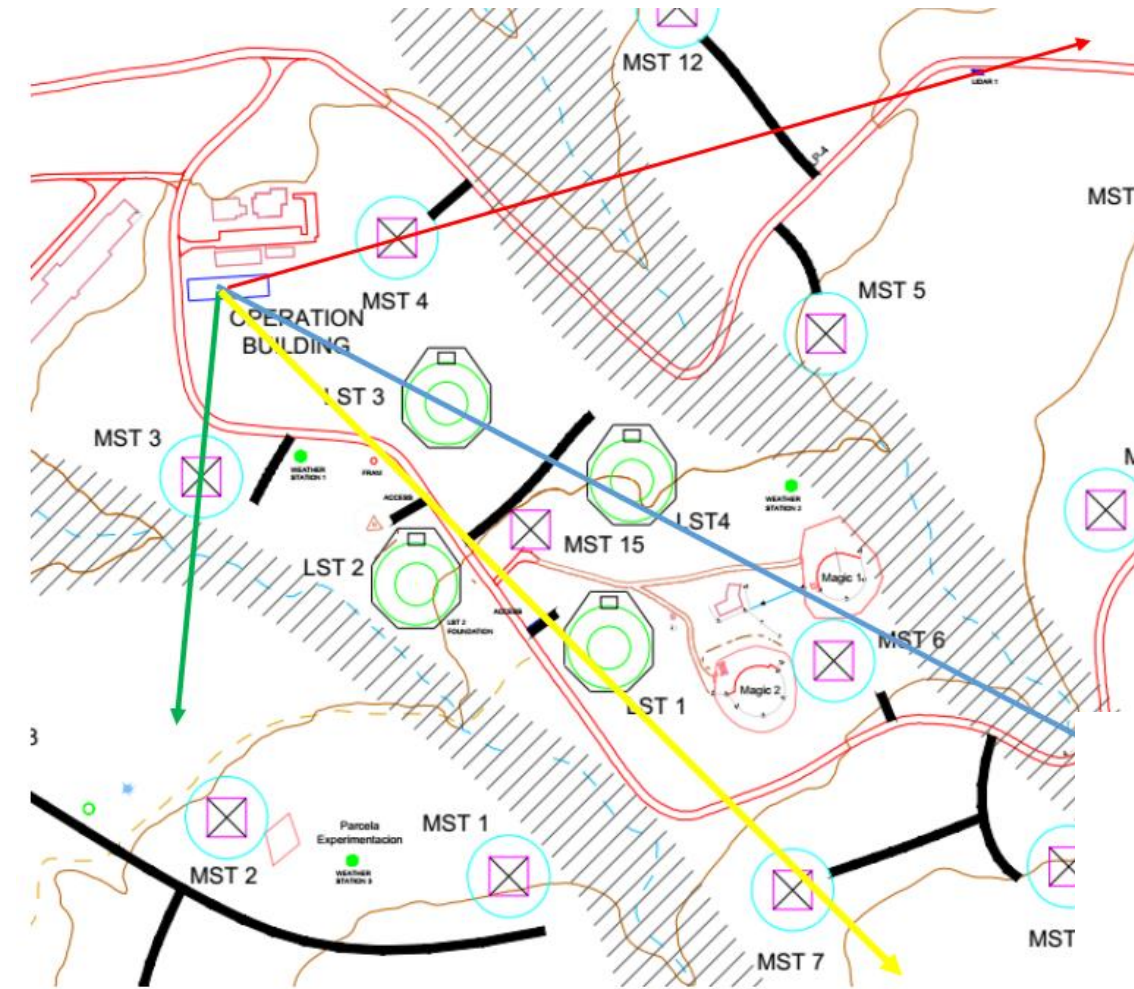 MST 12
LIDAR 1
P-4
MST
MST 5
MST 4
OPERATION
BUILDING
LST 3
MST 3
WEATHER
STATION 1
FRAM
ACCESS
WEATHER
STATION 2
LST4
MST 15
LST 2
LST 2
FOUNDATION
ACCESS
Magic 1
MST 6
Magic 2
LST 1
MST 1
Parcela
Experimentacion
WEATHER
STATION 3
MST 2
MST 7
MST